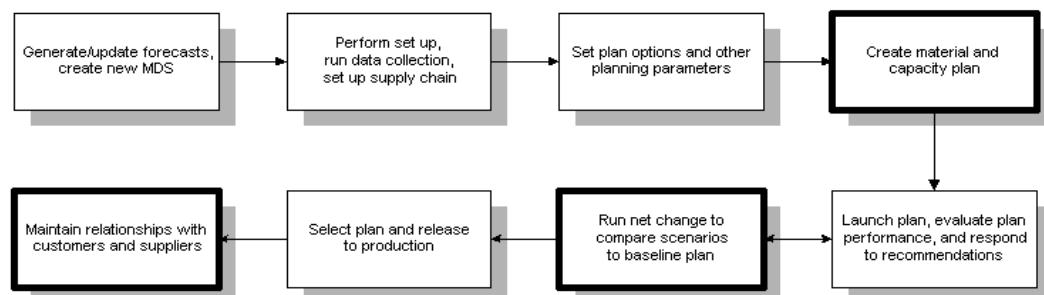 Generate/update forecasts,
create new MDS
Perform set up,
run data collection,
set up supply chain
Set plan options and other
planning parameters
Create material and
capacity plan
Maintain relationships with
customers and suppliers
Select plan and release
to production
Run net change to
compare scenarios
to baseline plan
Launch plan, evaluate plan
performance, and respond
to recommendations